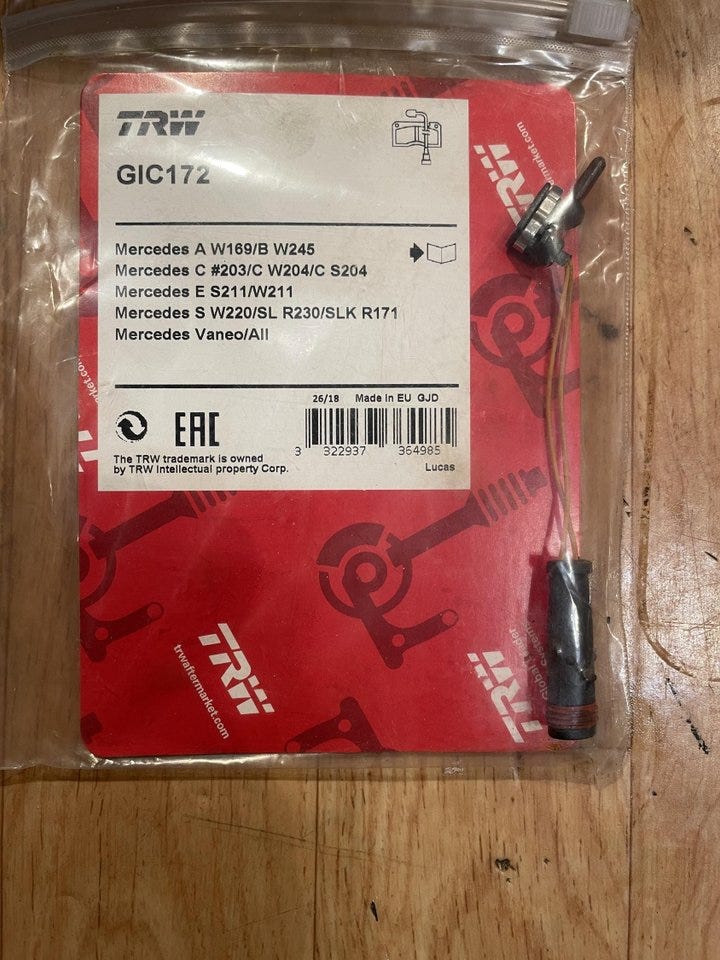 TRW
GIC172
Mercedes A W169/B W245
Mercedes C #203/C W204/C S204
Mercedes E S211/W211
Mercedes S W220/SL R230/SLK R171
Mercedes Vaneo/All
26/18 Made in EU GJD
EAC
3 322937 364985
The TRW trademark is owned
by TRW Intellectual property Corp.
Lucas
TRW
TRW
trwaftermarket.com
TRW